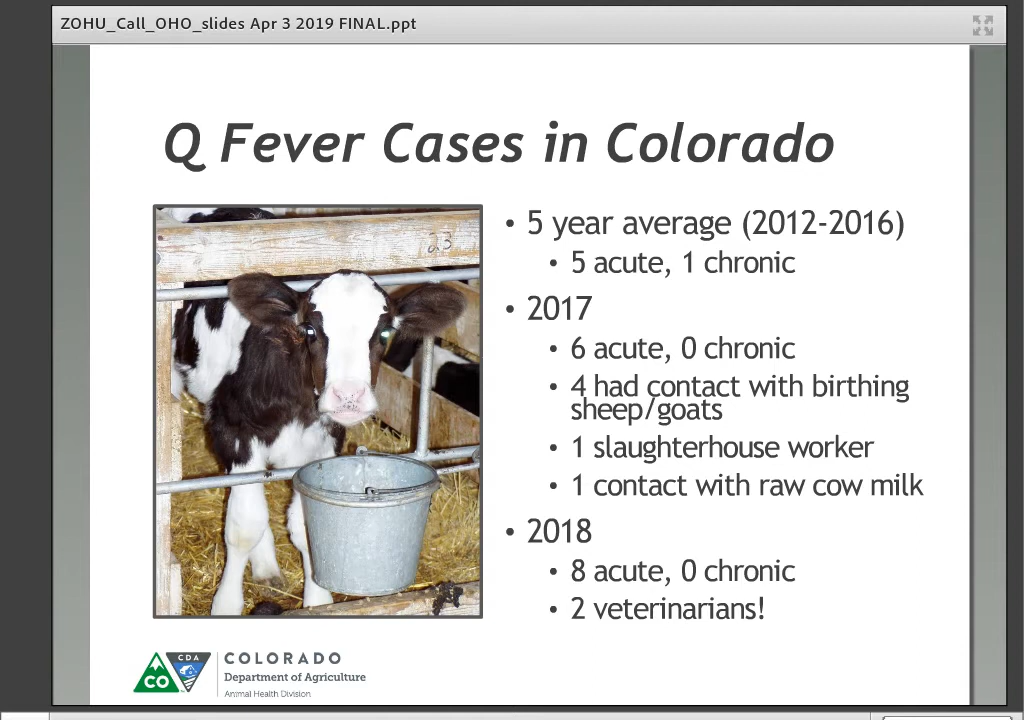 ZOHU_Call_OHO_slides Apr 3 2019 FINAL.ppt
Q Fever Cases in Colorado
23
• 5 year average (2012-2016)
• 5 acute, 1 chronic
• 2017
• 6 acute, 0 chronic
• 4 had contact with birthing
sheep/goats
• 1 slaughterhouse worker
• 1 contact with raw cow milk
• 2018
• 8 acute, 0 chronic
• 2 veterinarians!
CO
CDA
COLORADO
Department of Agriculture
Animal Health Division